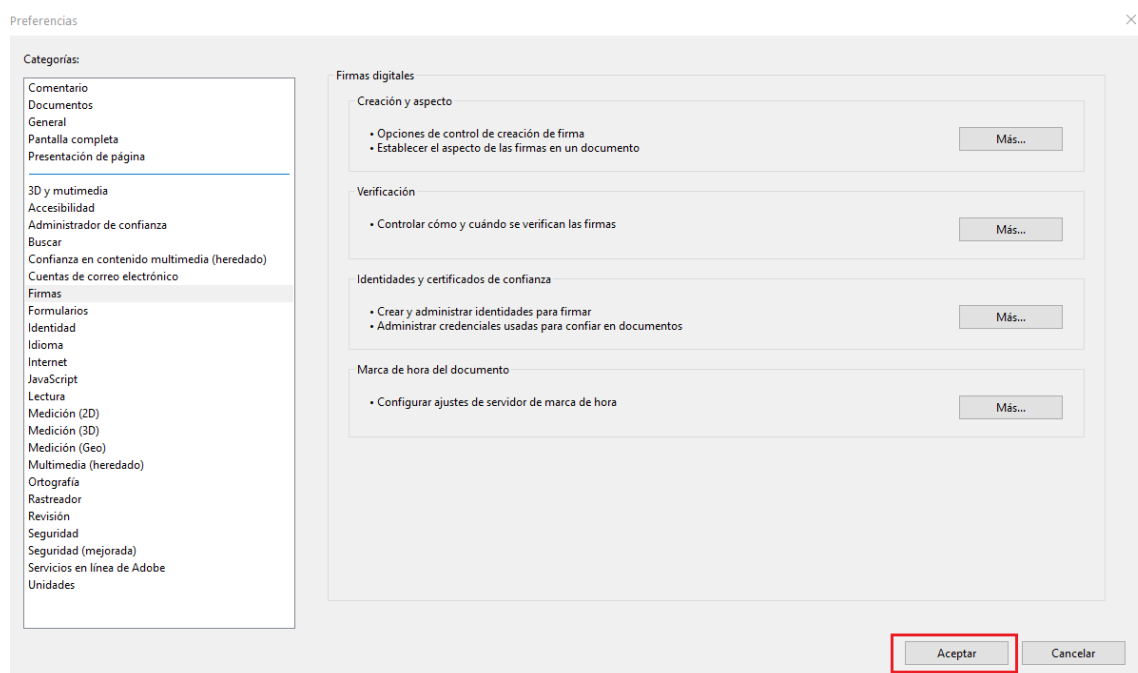 Preferencias
Categorías:
Comentario
Documentos
General
Pantalla completa
Presentación de página
3D y mutimedia
Accesibilidad
Administrador de confianza
Buscar
Confianza en contenido multimedia (heredado)
Cuentas de correo electrónico
Firmas
Formularios
Identidad
Idioma
Internet
JavaScript
Lectura
Medición (2D)
Medición (3D)
Medición (Geo)
Multimedia (heredado)
Ortografía
Rastreador
Revisión
Seguridad
Seguridad (mejorada)
Servicios en línea de Adobe
Unidades
Firmas digitales
Creación y aspecto
• Opciones de control de creación de firma
• Establecer el aspecto de las firmas en un documento
Más...
Verificación
• Controlar cómo y cuándo se verifican las firmas
Más...
Identidades y certificados de confianza
• Crear y administrar identidades para firmar
• Administrar credenciales usadas para confiar en documentos
Más...
Marca de hora del documento
• Configurar ajustes de servidor de marca de hora
Más...
Aceptar
Cancelar